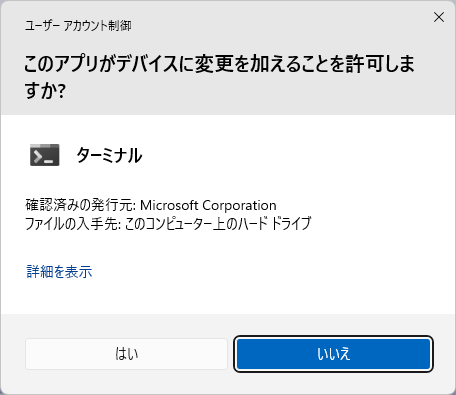 ユーザー アカウント制御
このアプリがデバイスに変更を加えることを許可しま
すか?
ターミナル
確認済みの発行元: Microsoft Corporation
ファイルの入手先: このコンピューター上のハード ドライブ
詳細を表示
はい
いいえ